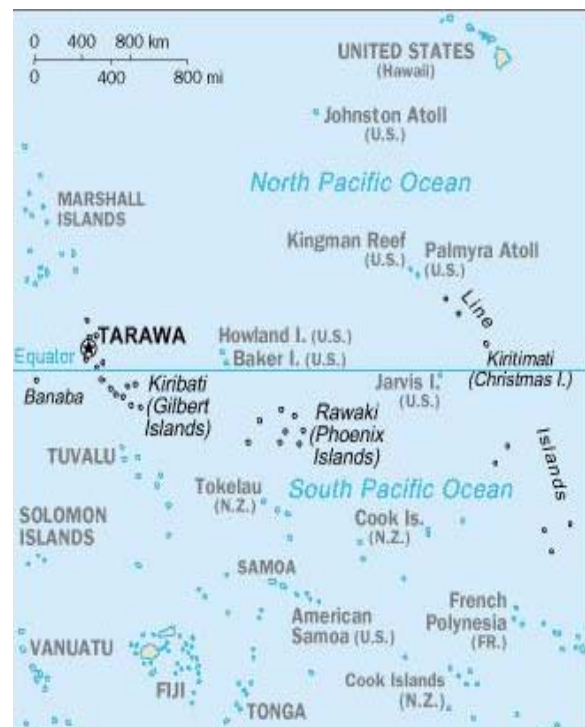 0 400 800 km
0 400 800 mi
UNITED STATES
(Hawaii)
Johnston Atoll
(U.S.)
North Pacific Ocean
MARSHALL
ISLANDS
Kingman Reef
(U.S.)
Palmyra Atoll
(U.S.)
Line
TARAWA
Howland I. (U.S.)
Equator
Baker I. (U.S.)
Kiritimati
(Christmas I.)
Banaba
Kiribati
(Gilbert
Islands)
Jarvis I.
(U.S.)
Rawaki
(Phoenix
Islands)
Islands
TUVALU
Tokelau
(N.Z.)
South Pacific Ocean
SOLOMON
ISLANDS
Cook Is.
(N.Z.)
SAMOA
American
Samoa (U.S.)
French
Polynesia
(FR.)
VANUATU
FIJI
TONGA
Cook Islands
(N.Z.)